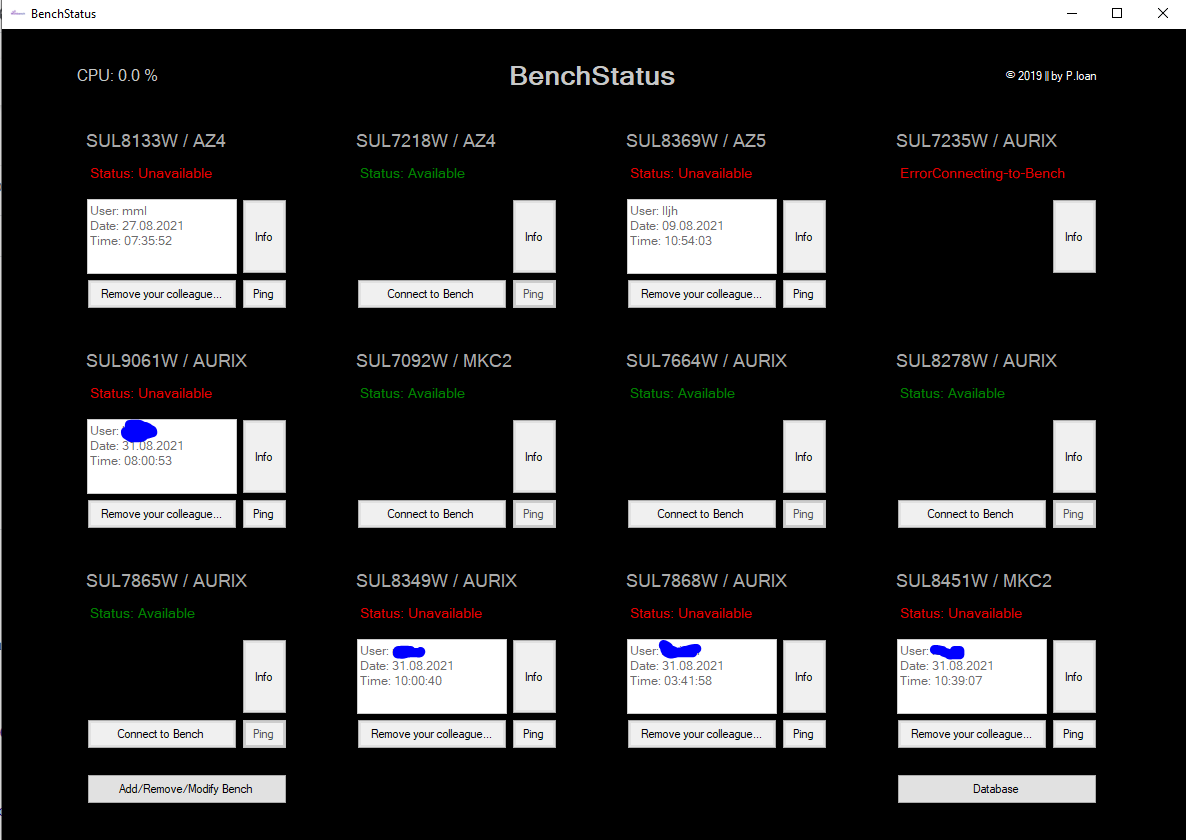 BenchStatus
CPU: 0.0 %
BenchStatus
© 2019 by P.Ioan
SUL8133W / AZ4
Status: Unavailable
User: mml
Date: 27.08.2021
Time: 07:35:52
Info
Remove your colleague...
Ping
SUL7218W / AZ4
Status: Available
Info
Connect to Bench
Ping
SUL8369W / AZ5
Status: Unavailable
User: lljh
Date: 09.08.2021
Time: 10:54:03
Info
Remove your colleague...
Ping
SUL7235W / AURIX
ErrorConnecting-to-Bench
Info
SUL9061W / AURIX
Status: Unavailable
User:
Date: 31.08.2021
Time: 08:00:53
Info
Remove your colleague...
Ping
SUL7092W / MKC2
Status: Available
Info
Connect to Bench
Ping
SUL7664W / AURIX
Status: Available
Info
Connect to Bench
Ping
SUL8278W / AURIX
Status: Available
Info
Connect to Bench
Ping
SUL7865W / AURIX
Status: Available
Info
Connect to Bench
Ping
SUL8349W / AURIX
Status: Unavailable
User:
Date: 31.08.2021
Time: 10:00:40
Info
Remove your colleague...
Ping
SUL7868W / AURIX
Status: Unavailable
User:
Date: 31.08.2021
Time: 03:41:58
Info
Remove your colleague...
Ping
SUL8451W / MKC2
Status: Unavailable
User:
Date: 31.08.2021
Time: 10:39:07
Info
Remove your colleague...
Ping
Add/Remove/Modify Bench
Database